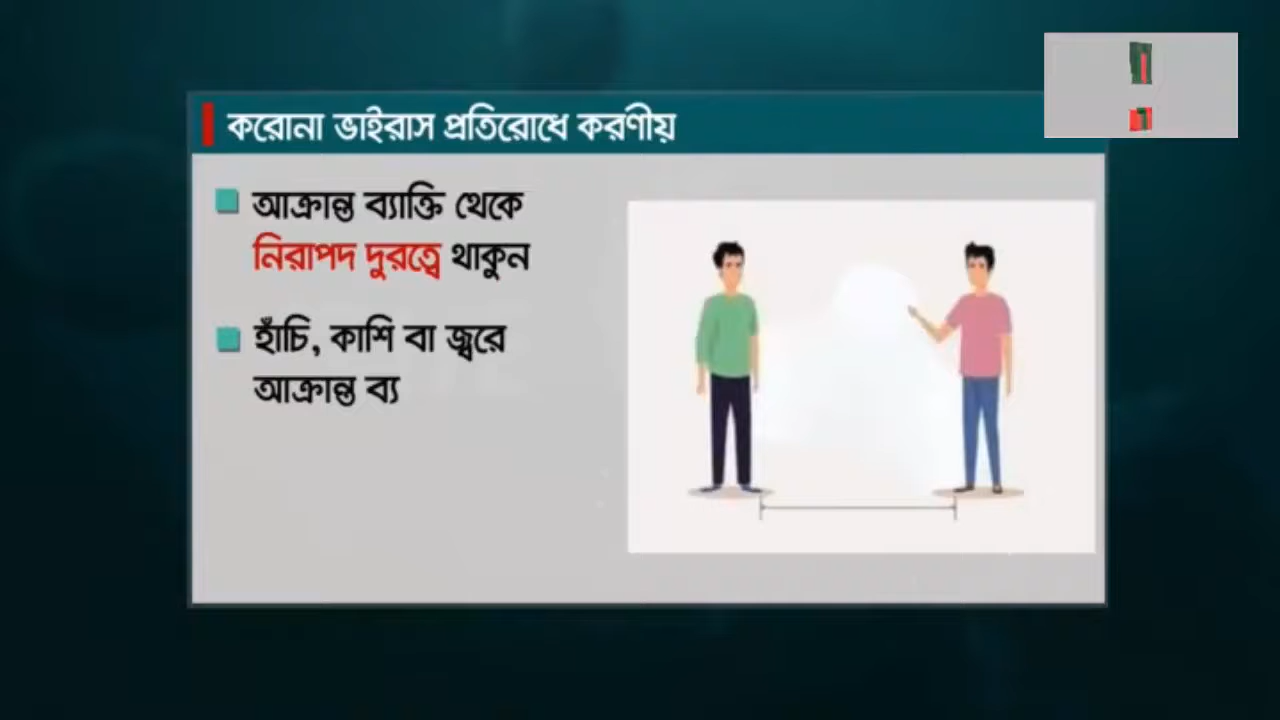 করোনা ভাইরাস প্রতিরোধে করণীয়
আক্রান্ত ব্যাক্তি থেকে
নিরাপদ দুরত্বে থাকুন
হাঁচি, কাশি বা জ্বরে
আক্রান্ত ব্য